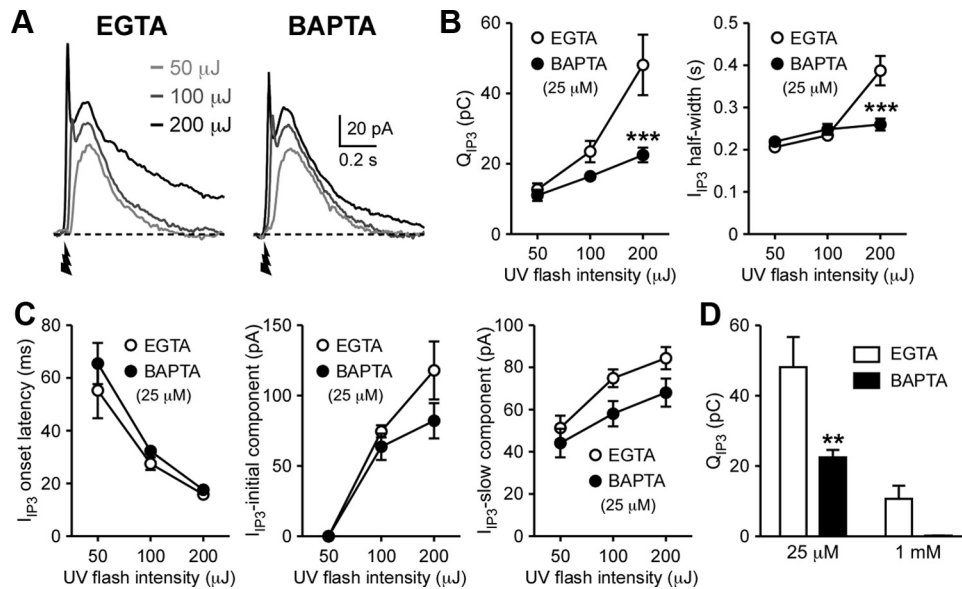 A
EGTA
BAPTA
50 µJ
100 µJ
200 µJ
20 pA
0.2 s
B
Q_IP3 (pC)
60
40
20
0
EGTA
BAPTA
(25 µM)
***
50 100 200
UV flash intensity (µJ)
I_IP3 half-width (s)
0.5
0.4
0.3
0.2
0.1
0
EGTA
BAPTA
(25 µM)
***
50 100 200
UV flash intensity (µJ)
C
I_IP3 onset latency (ms)
80
60
40
20
0
EGTA
BAPTA
(25 µM)
50 100 200
UV flash intensity (µJ)
I_IP3-initial component (pA)
150
100
50
0
EGTA
BAPTA
(25 µM)
50 100 200
UV flash intensity (µJ)
I_IP3-slow component (pA)
100
80
60
40
20
0
EGTA
BAPTA
(25 µM)
50 100 200
UV flash intensity (µJ)
D
Q_IP3 (pC)
60
40
20
0
EGTA
BAPTA
**
25 µM 1 mM